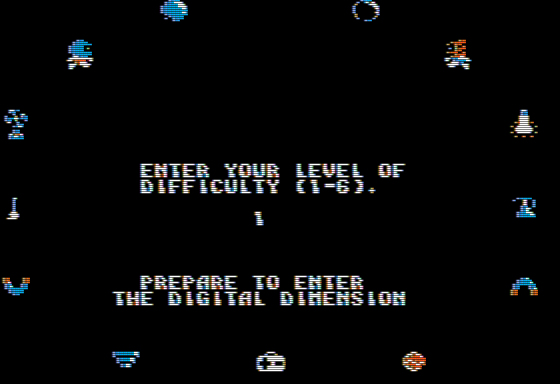 ENTER YOUR LEVEL OF
DIFFICULTY (1-6).
1
PREPARE TO ENTER
THE DIGITAL DIMENSION